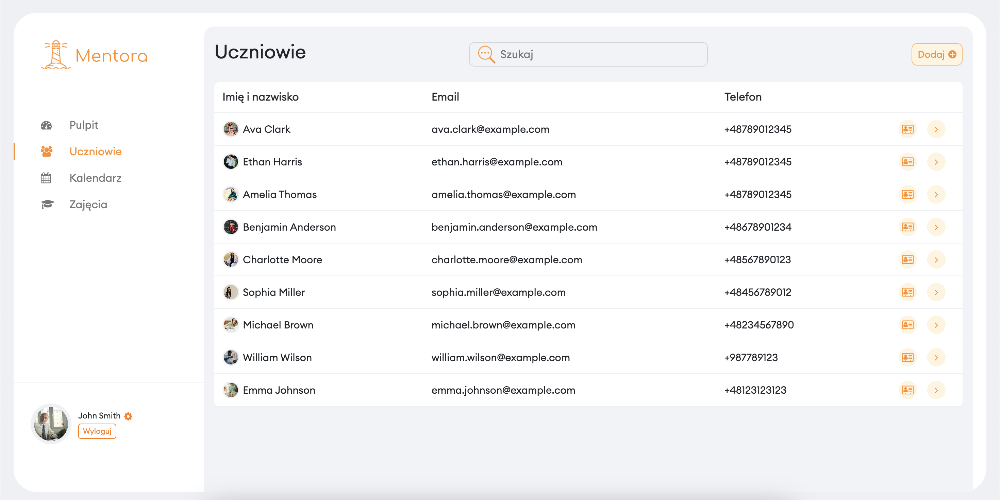 Mentora
Pulpit
Uczniowie
Kalendarz
Zajęcia
John Smith
Wyloguj
Uczniowie
Szukaj
Dodaj
Imię i nazwisko Email Telefon
Ava Clark ava.clark@example.com +48789012345
Ethan Harris ethan.harris@example.com +48789012345
Amelia Thomas amelia.thomas@example.com +48789012345
Benjamin Anderson benjamin.anderson@example.com +48678901234
Charlotte Moore charlotte.moore@example.com +48567890123
Sophia Miller sophia.miller@example.com +48456789012
Michael Brown michael.brown@example.com +48234567890
William Wilson william.wilson@example.com +987789123
Emma Johnson emma.johnson@example.com +48123123123